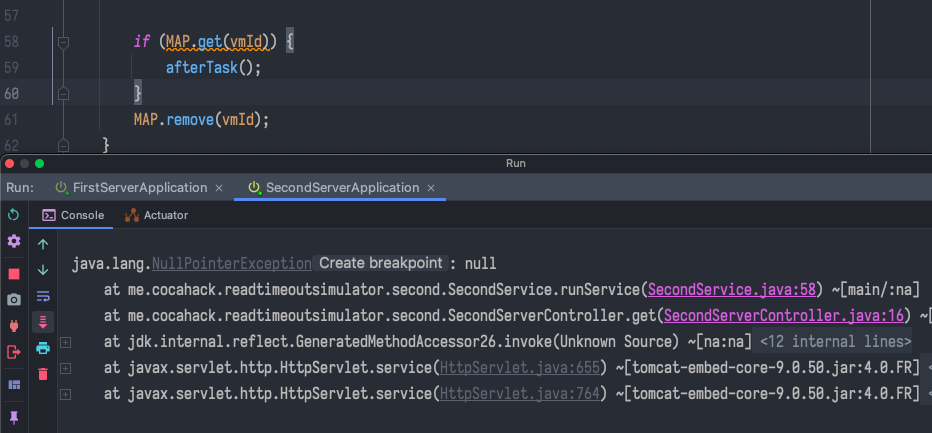 57
58 if (MAP.get(vmId)) {
59 afterTask();
60 }
61 MAP.remove(vmId);
62 }
Run
Run: FirstServerApplication × SecondServerApplication ×
Console Actuator
java.lang.NullPointerException Create breakpoint : null
at me.cocahack.readtimeoutsimulator.second.SecondService.runService(SecondService.java:58) ~[main/:na]
at me.cocahack.readtimeoutsimulator.second.SecondServerController.get(SecondServerController.java:16) ~[
at jdk.internal.reflect.GeneratedMethodAccessor26.invoke(Unknown Source) ~[na:na] <12 internal lines>
at javax.servlet.http.HttpServlet.service(HttpServlet.java:655) ~[tomcat-embed-core-9.0.50.jar:4.0.FR] <
at javax.servlet.http.HttpServlet.service(HttpServlet.java:764) ~[tomcat-embed-core-9.0.50.jar:4.0.FR] <